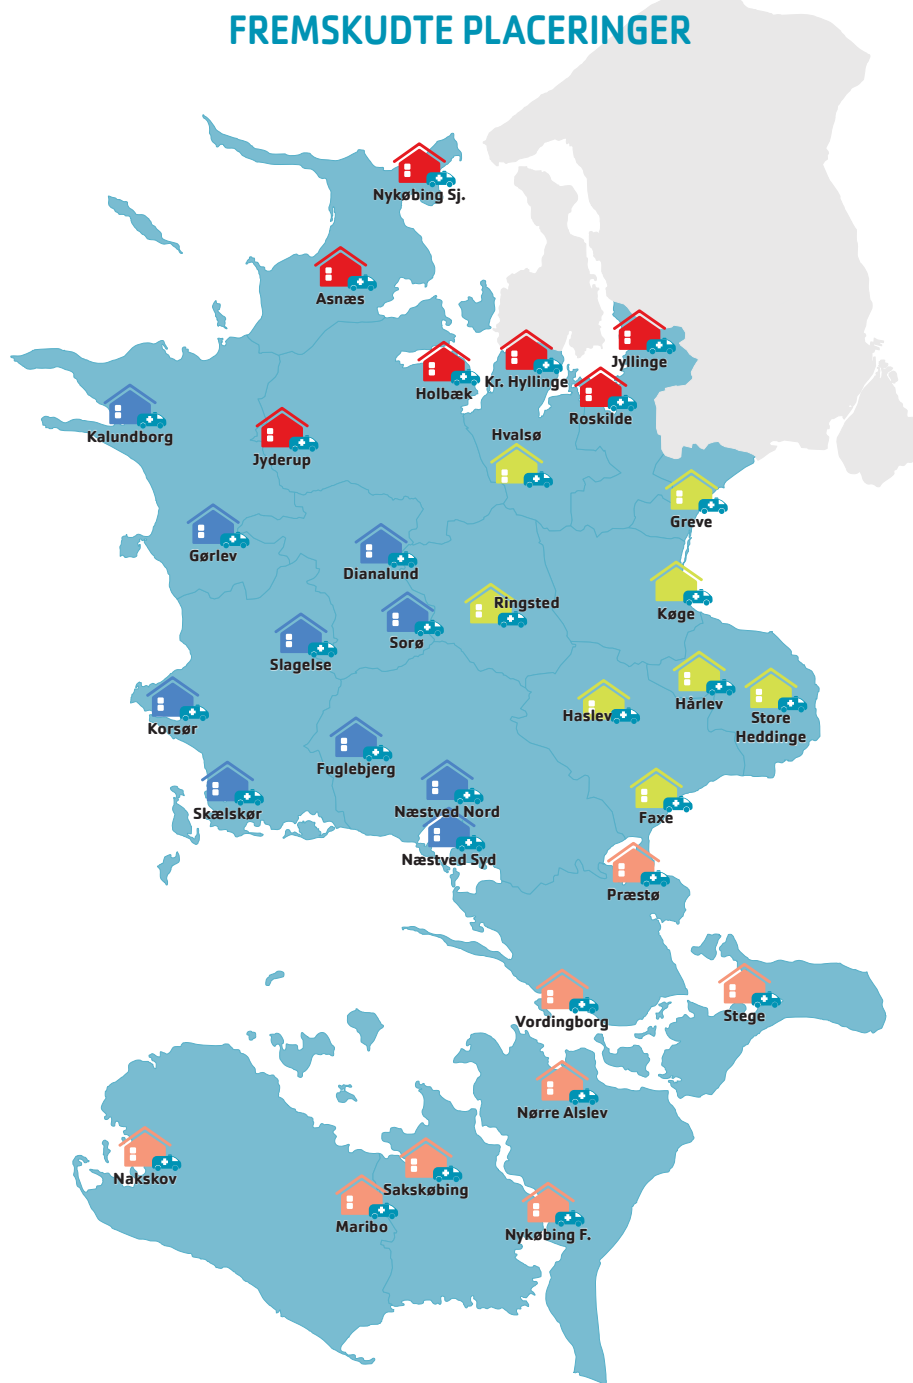 FREMSKUDTE PLACERINGER
Nykøbing Sj.
Asnæs
Jyllinge
Kr. Hyllinge
Holbæk
Roskilde
Kalundborg
Hvalsø
Jyderup
Greve
Gørlev
Dianalund
Ringsted
Køge
Sorø
Slagelse
Hårlev
Haslev
Store
Heddinge
Korsør
Fuglebjerg
Næstved Nord
Skælskør
Faxe
Næstved Syd
Præstø
Stege
Vordingborg
Nørre Alslev
Nakskov
Sakskøbing
Maribo
Nykøbing F.